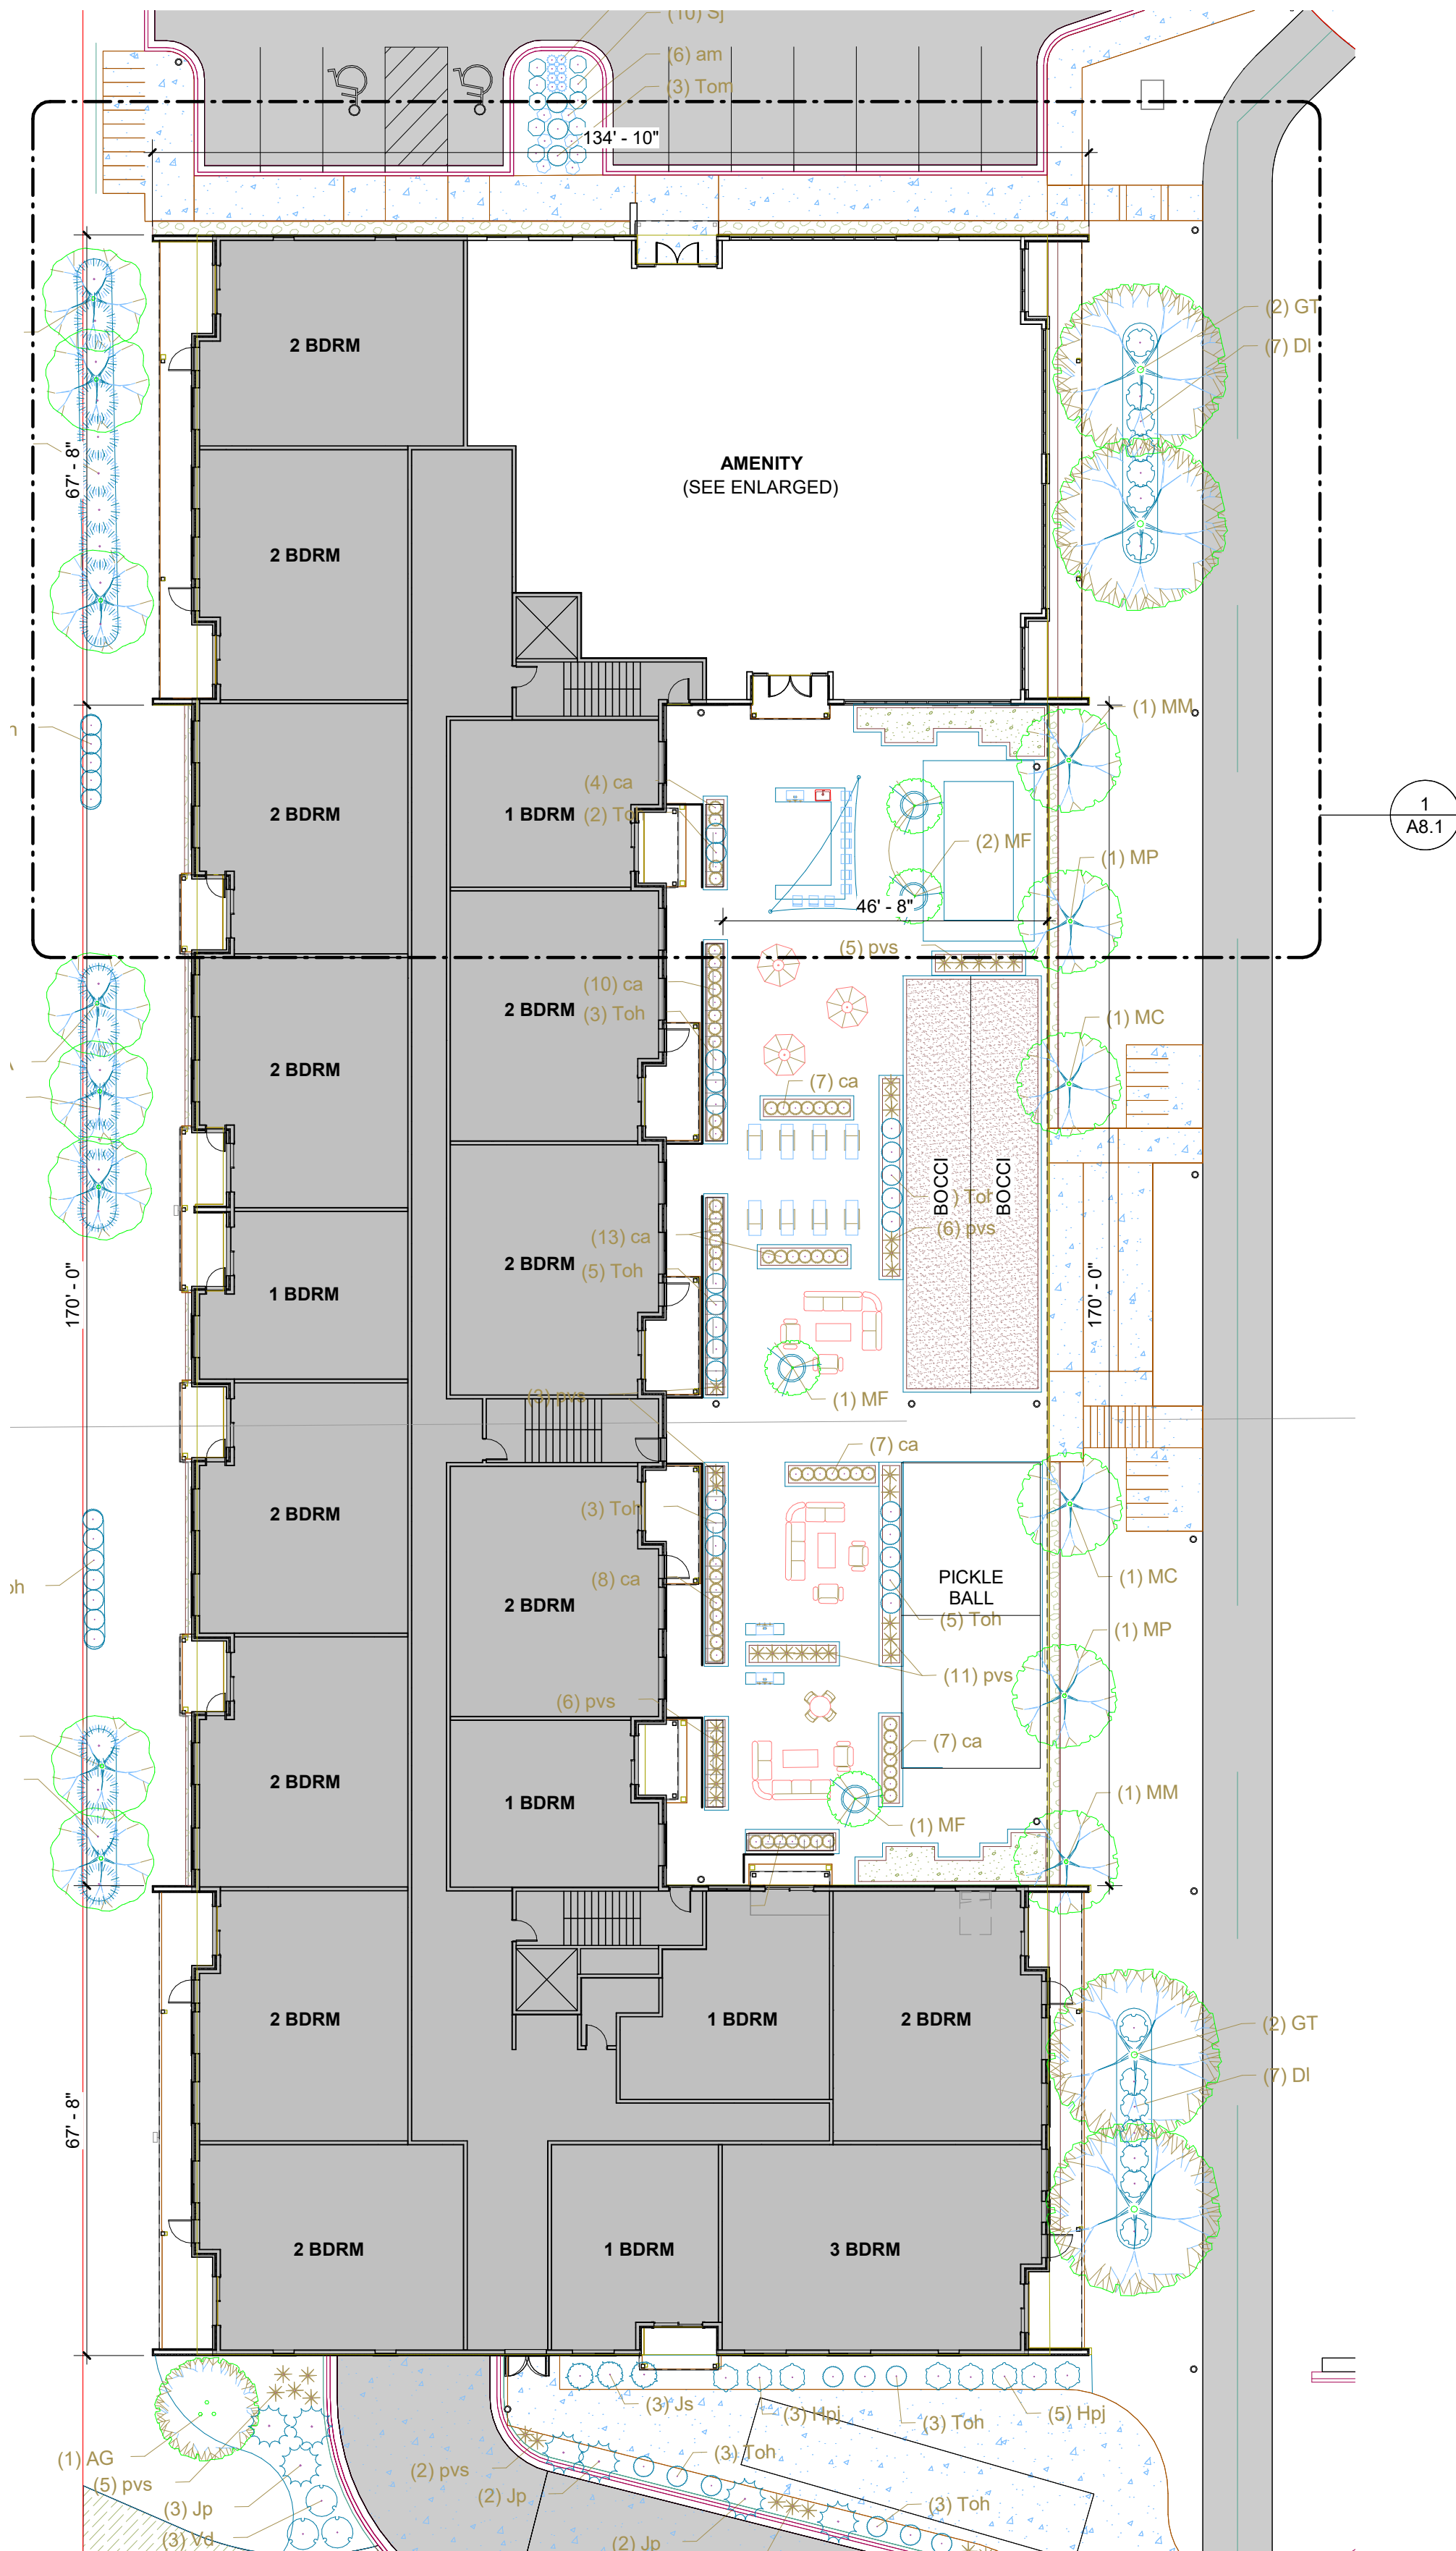 (10) Sj
(6) am
(3) Tom
134' - 10"
(2) GT
(7) Dl
2 BDRM
67' - 8"
AMENITY
(SEE ENLARGED)
2 BDRM
(1) MM
(4) ca
2 BDRM
1 BDRM
1
A8.1
(2) MF
(1) MP
46' - 8"
(5) pvs
(10) ca
2 BDRM
(3) Toh
(1) MC
2 BDRM
(7) ca
BOCCI
BOCCI
(6) pvs
(13) ca
2 BDRM
(5) Toh
1 BDRM
170' - 0"
170' - 0"
(3) pvs
(1) MF
(7) ca
(3) Toh
2 BDRM
(8) ca
2 BDRM
PICKLE
BALL
(1) MC
(5) Toh
(1) MP
(11) pvs
(6) pvs
(7) ca
2 BDRM
1 BDRM
(1) MM
(1) MF
2 BDRM
1 BDRM
2 BDRM
(2) GT
(7) Dl
67' - 8"
2 BDRM
1 BDRM
3 BDRM
(3) Js
(3) Hpj
(3) Toh
(5) Hpj
(1) AG
(5) pvs
(2) pvs
(3) Toh
(3) Jp
(2) Jp
(3) Toh
(3) Vd
(2) Jp